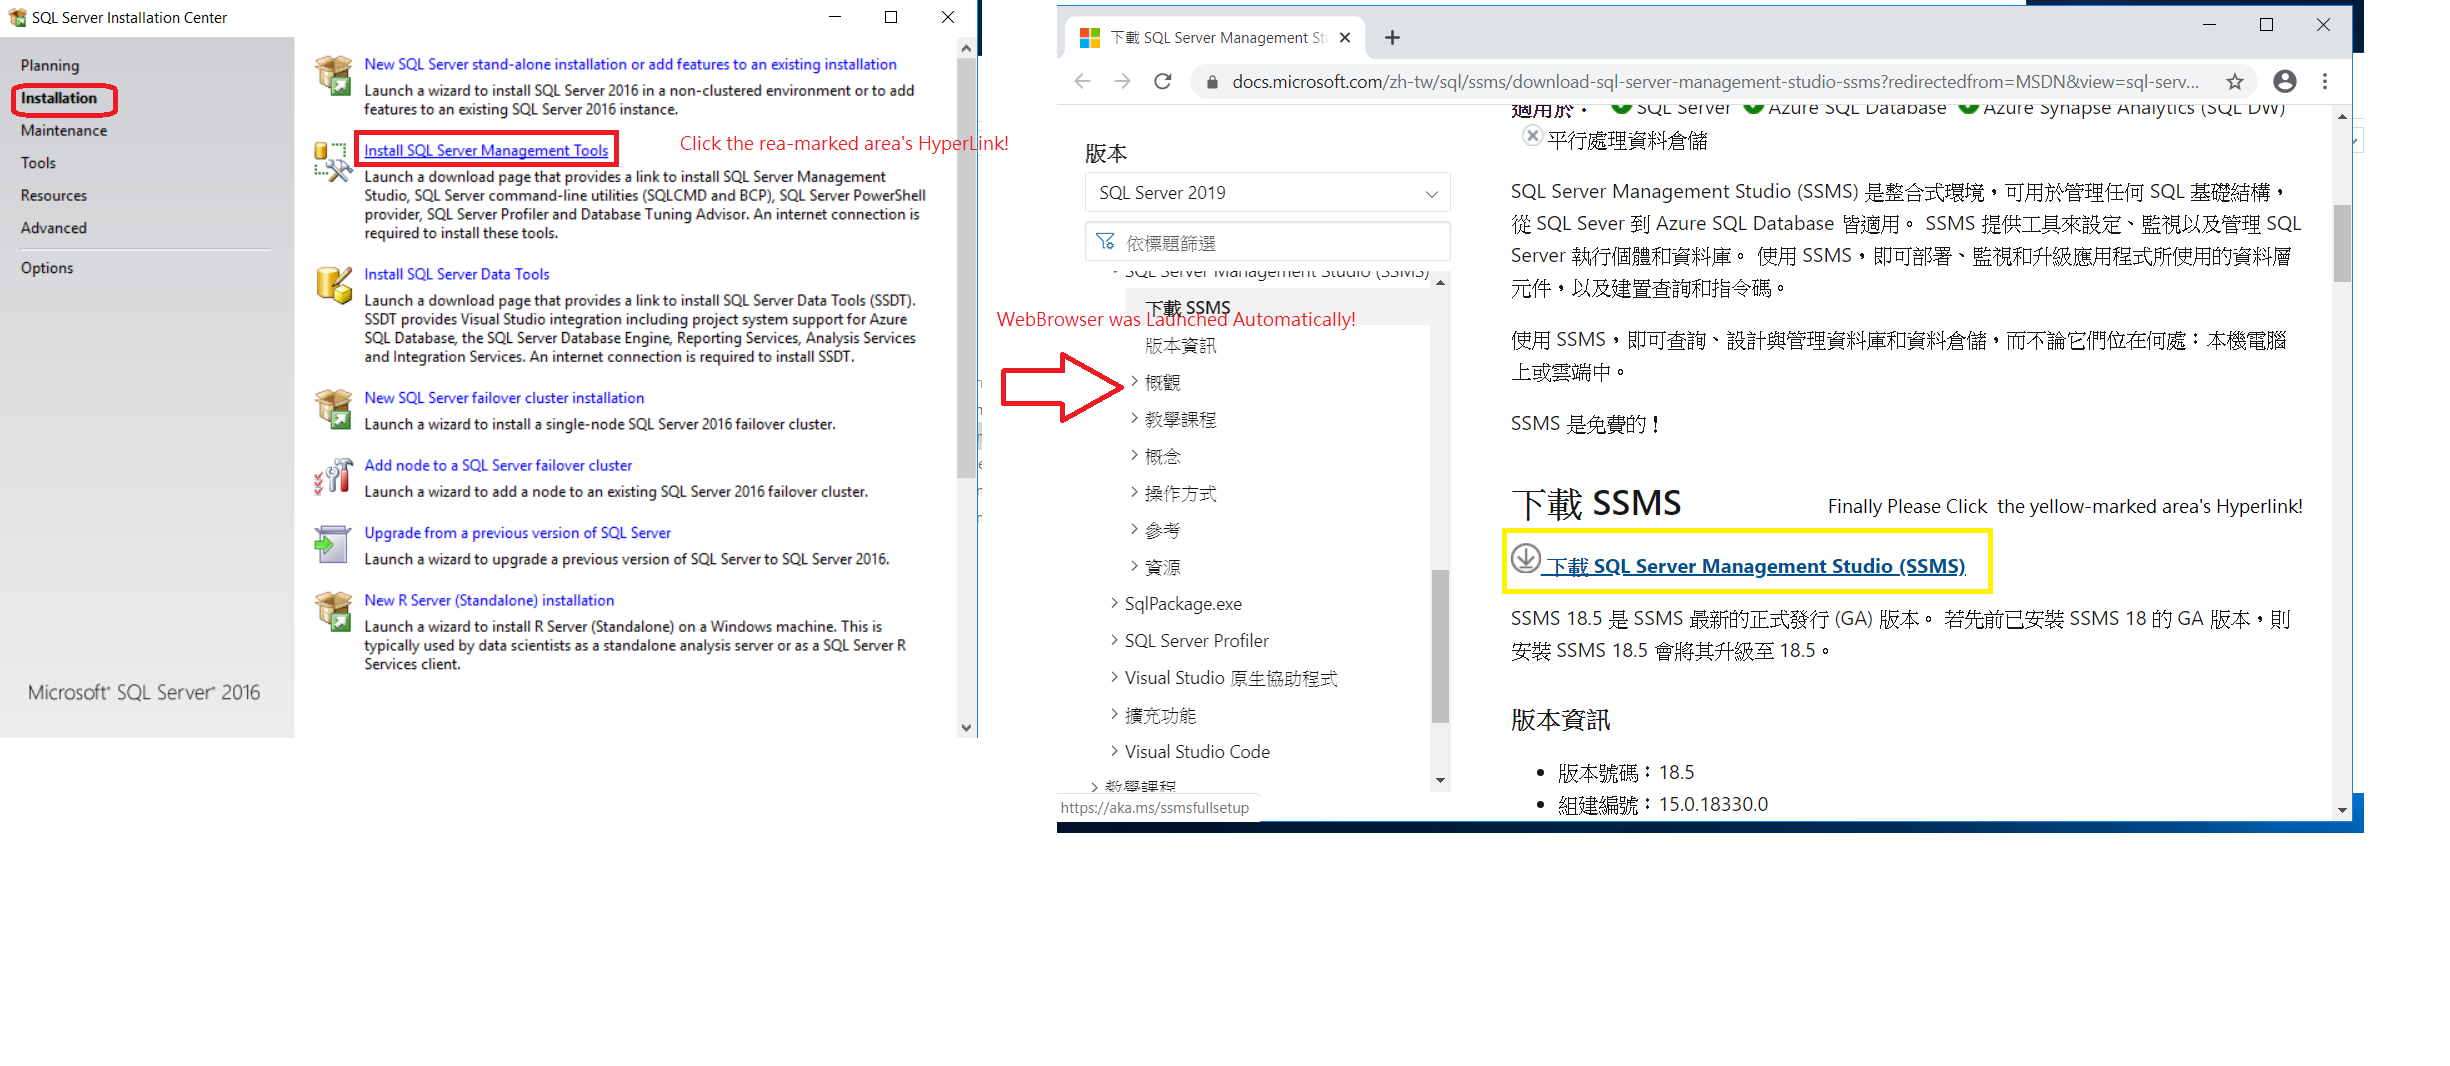 SQL Server Installation Center
Planning
Installation
Maintenance
Tools
Resources
Advanced
Options
Microsoft® SQL Server® 2016
New SQL Server stand-alone installation or add features to an existing installation
Launch a wizard to install SQL Server 2016 in a non-clustered environment or to add
features to an existing SQL Server 2016 instance.
Install SQL Server Management Tools
Click the rea-marked area's HyperLink!
Launch a download page that provides a link to install SQL Server Management
Studio, SQL Server command-line utilities (SQLCMD and BCP), SQL Server PowerShell
provider, SQL Server Profiler and Database Tuning Advisor. An internet connection is
required to install these tools.
Install SQL Server Data Tools
Launch a download page that provides a link to install SQL Server Data Tools (SSDT).
SSDT provides Visual Studio integration including project system support for Azure
SQL Database, the SQL Server Database Engine, Reporting Services, Analysis Services
and Integration Services. An internet connection is required to install SSDT.
New SQL Server failover cluster installation
Launch a wizard to install a single-node SQL Server 2016 failover cluster.
Add node to a SQL Server failover cluster
Launch a wizard to add a node to an existing SQL Server 2016 failover cluster.
Upgrade from a previous version of SQL Server
Launch a wizard to upgrade a previous version of SQL Server to SQL Server 2016.
New R Server (Standalone) installation
Launch a wizard to install R Server (Standalone) on a Windows machine. This is
typically used by data scientists as a standalone analysis server or as a SQL Server R
Services client.
WebBrowser was Launched Automatically!
下載 SQL Server Management St
docs.microsoft.com/zh-tw/sql/ssms/download-sql-server-management-studio-ssms?redirectedfrom=MSDN&view=sql-serv...
版本
SQL Server 2019
依標題篩選
SQL Server Management Studio (SSMS)
下載 SSMS
版本資訊
概觀
教學課程
概念
操作方式
參考
資源
SqlPackage.exe
SQL Server Profiler
Visual Studio 原生協助程式
擴充功能
Visual Studio Code
教學課程
https://aka.ms/ssmsfullsetup
適用於： SQL Server Azure SQL Database Azure Synapse Analytics (SQL DW)
平行處理資料倉儲
SQL Server Management Studio (SSMS) 是整合式環境，可用於管理任何 SQL 基礎結構，
從 SQL Sever 到 Azure SQL Database 皆適用。 SSMS 提供工具來設定、監視以及管理 SQL
Server 執行個體和資料庫。 使用 SSMS，即可部署、監視和升級應用程式所使用的資料層
元件，以及建置查詢和指令碼。
使用 SSMS，即可查詢、設計與管理資料庫和資料倉儲，而不論它們位在何處：本機電腦
上或雲端中。
SSMS 是免費的！
下載 SSMS
Finally Please Click the yellow-marked area's Hyperlink!
下載 SQL Server Management Studio (SSMS)
SSMS 18.5 是 SSMS 最新的正式發行 (GA) 版本。 若先前已安裝 SSMS 18 的 GA 版本，則
安裝 SSMS 18.5 會將其升級至 18.5。
版本資訊
• 版本號碼：18.5
• 組建編號：15.0.18330.0